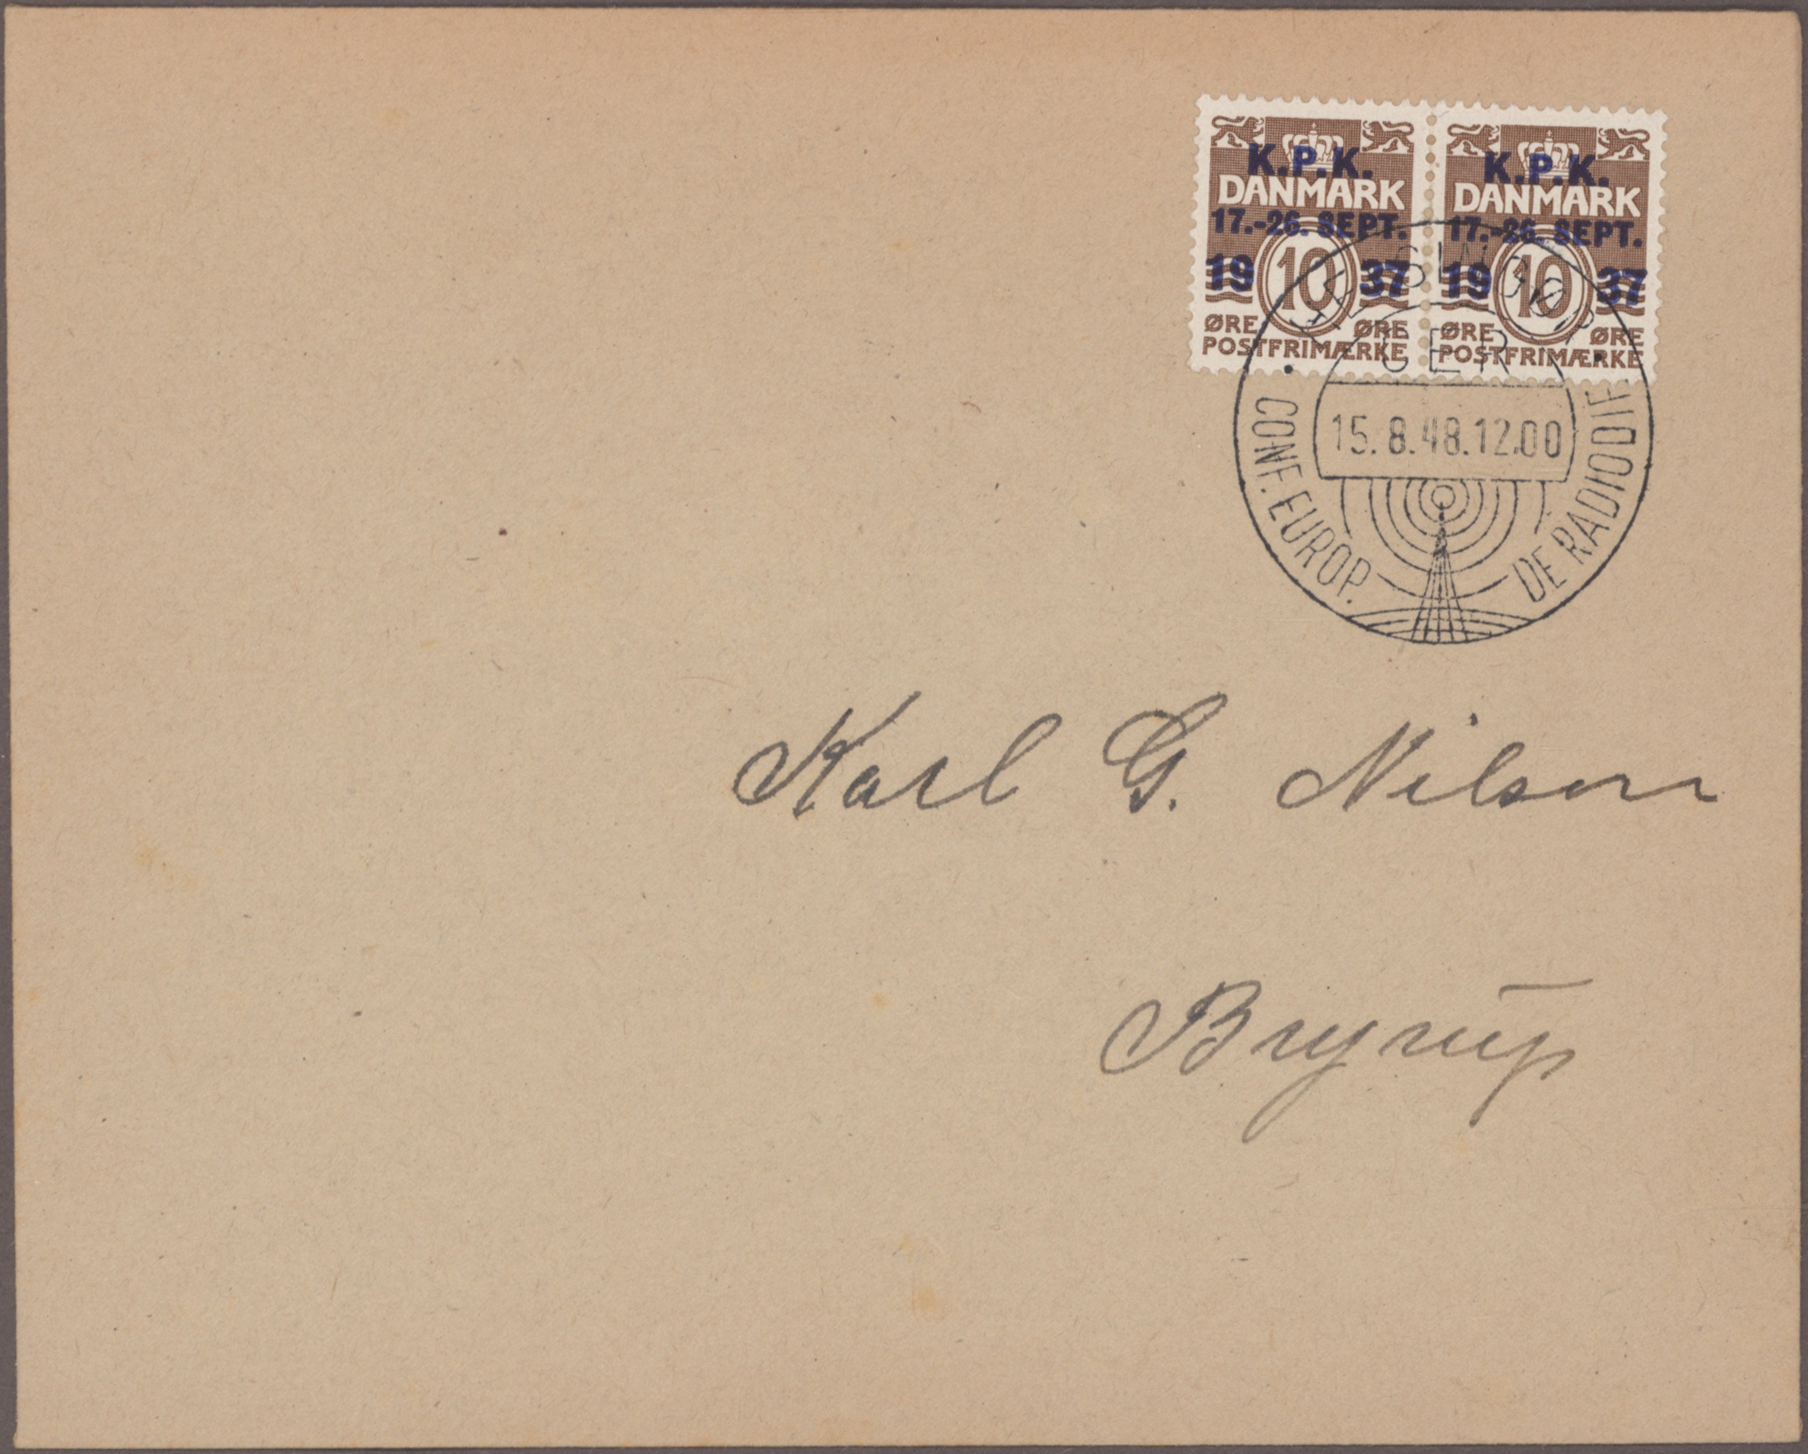 K.P.K.
DANMARK
17.-26. SEPT.
19 10 37
ØRE ØRE
POSTFRIMÆRKE
K.P.K.
DANMARK
17.-26. SEPT.
19 10 37
ØRE ØRE
POSTFRIMÆRKE
15.8.48.12.00
CONF. EUROP. DE RADIODIF.
Karl G. Nilson
Bryrup